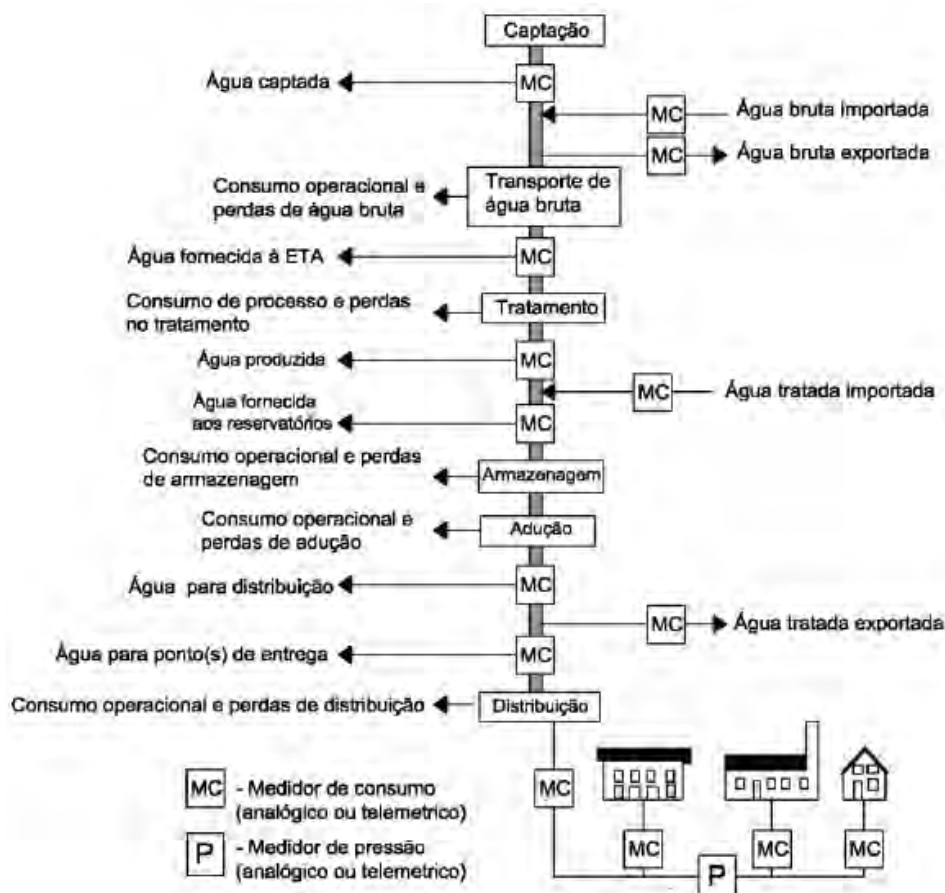 Captação
MC
Água captada
MC
Água bruta importada
MC
Água bruta exportada
Consumo operacional e
perdas de água bruta
Transporte de
água bruta
Água fornecida à ETA
MC
Consumo de processo e perdas
no tratamento
Tratamento
Água produzida
MC
MC
Água tratada importada
Água fornecida
aos reservatórios
MC
Consumo operacional e perdas
de armazenagem
Armazenagem
Consumo operacional e
perdas de adução
Adução
Água para distribuição
MC
MC
Água tratada exportada
Água para ponto(s) de entrega
MC
Consumo operacional e perdas de distribuição
Distribuição
MC
MC
MC
MC
P
MC - Medidor de consumo
(analógico ou telemetrico)
P - Medidor de pressão
(analógico ou telemetrico)